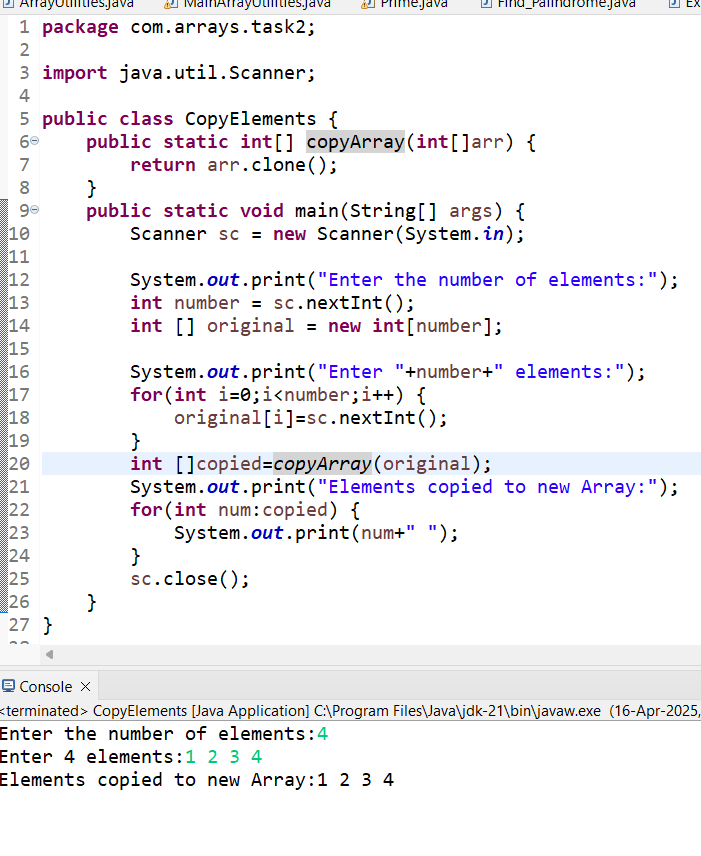 ArrayUtilities.java MainArrayUtilities.java Prime.java Find_Palindrome.java Ex
1 package com.arrays.task2;
2
3 import java.util.Scanner;
4
5 public class CopyElements {
6 public static int[] copyArray(int[]arr) {
7 return arr.clone();
8 }
9 public static void main(String[] args) {
10 Scanner sc = new Scanner(System.in);
11
12 System.out.print("Enter the number of elements:");
13 int number = sc.nextInt();
14 int [] original = new int[number];
15
16 System.out.print("Enter "+number+" elements:");
17 for(int i=0;i<number;i++) {
18 original[i]=sc.nextInt();
19 }
20 int []copied=copyArray(original);
21 System.out.print("Elements copied to new Array:");
22 for(int num:copied) {
23 System.out.print(num+" ");
24 }
25 sc.close();
26 }
27 }
Console
<terminated> CopyElements [Java Application] C:\Program Files\Java\jdk-21\bin\javaw.exe (16-Apr-2025,
Enter the number of elements:4
Enter 4 elements:1 2 3 4
Elements copied to new Array:1 2 3 4